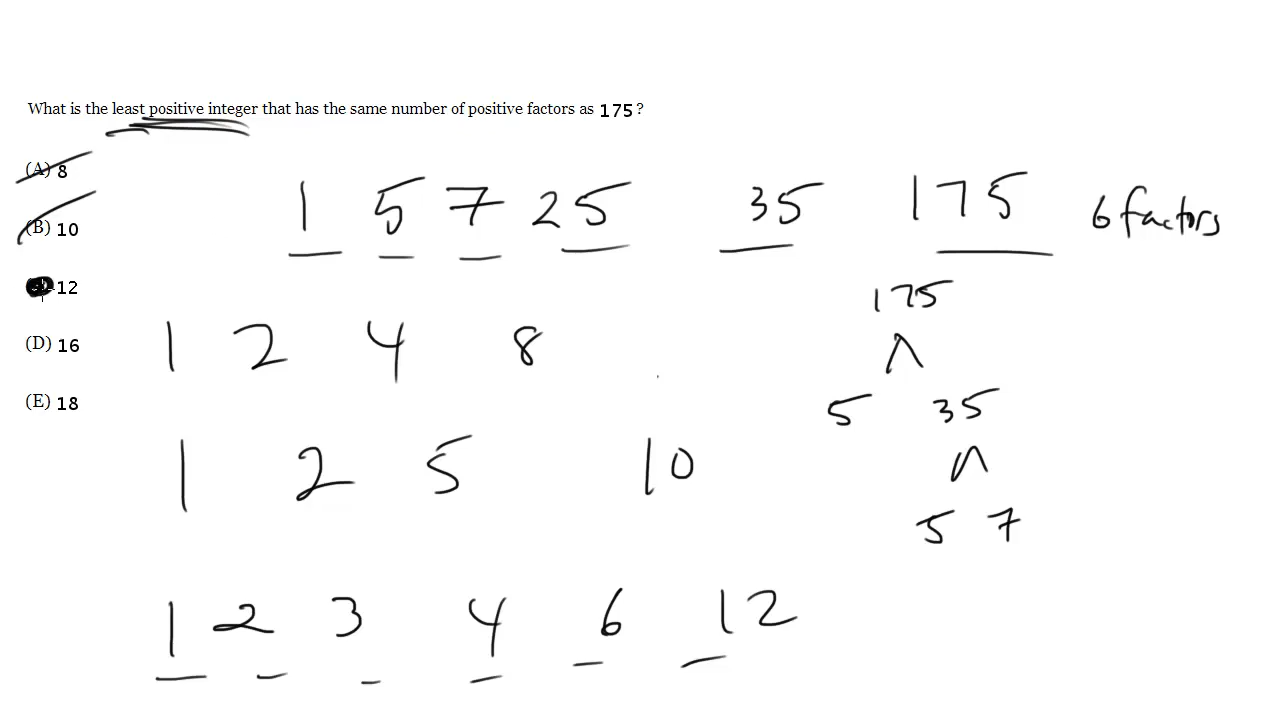 What is the least positive integer that has the same number of positive factors as 175?
(A) 8
1 5 7 25 35 175 6 factors
(B) 10
12
175
1 2 4 8
(D) 16
5 35
(E) 18
1 2 5 10
5 7
1 2 3 4 6 12